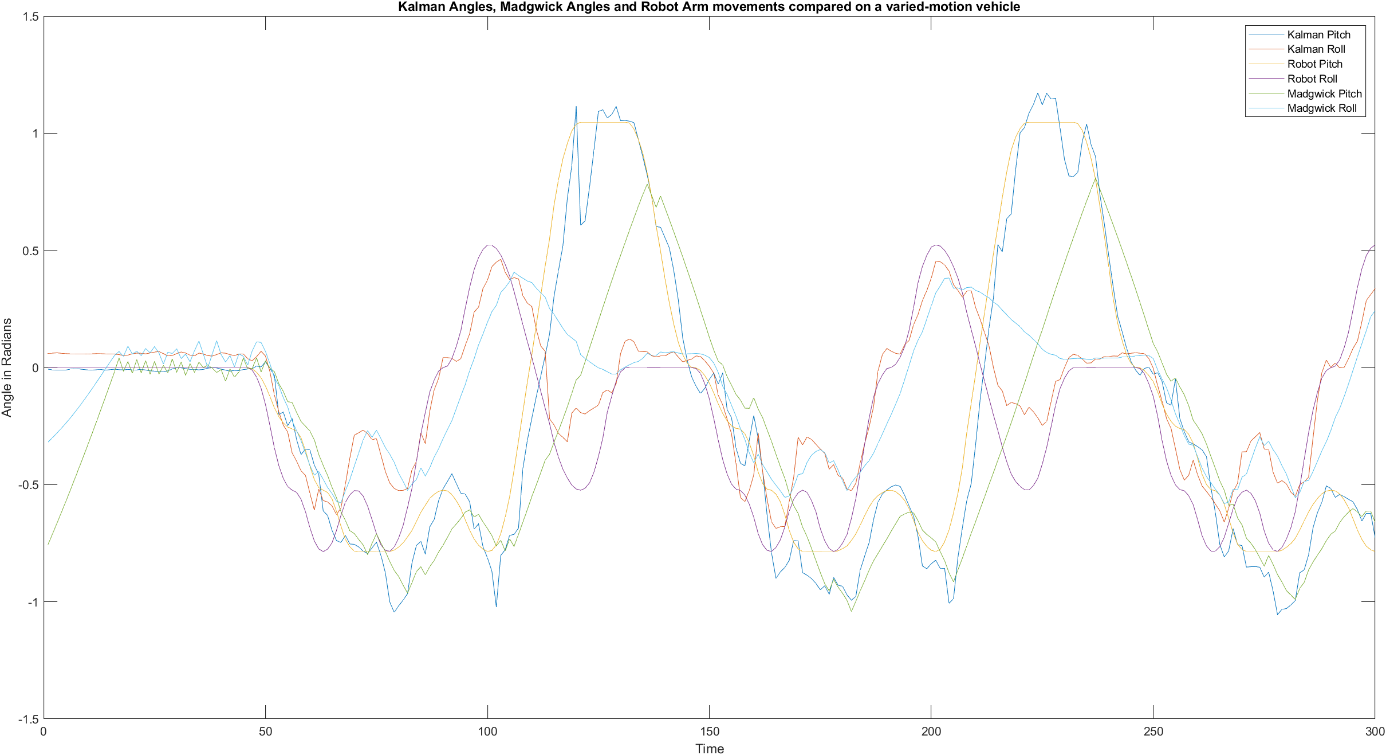 Kalman Angles, Madgwick Angles and Robot Arm movements compared on a varied-motion vehicle
1.5
1
0.5
0
-0.5
-1
-1.5
Angle in Radians
Kalman Pitch
Kalman Roll
Robot Pitch
Robot Roll
Madgwick Pitch
Madgwick Roll
0 50 100 150 200 250 300
Time